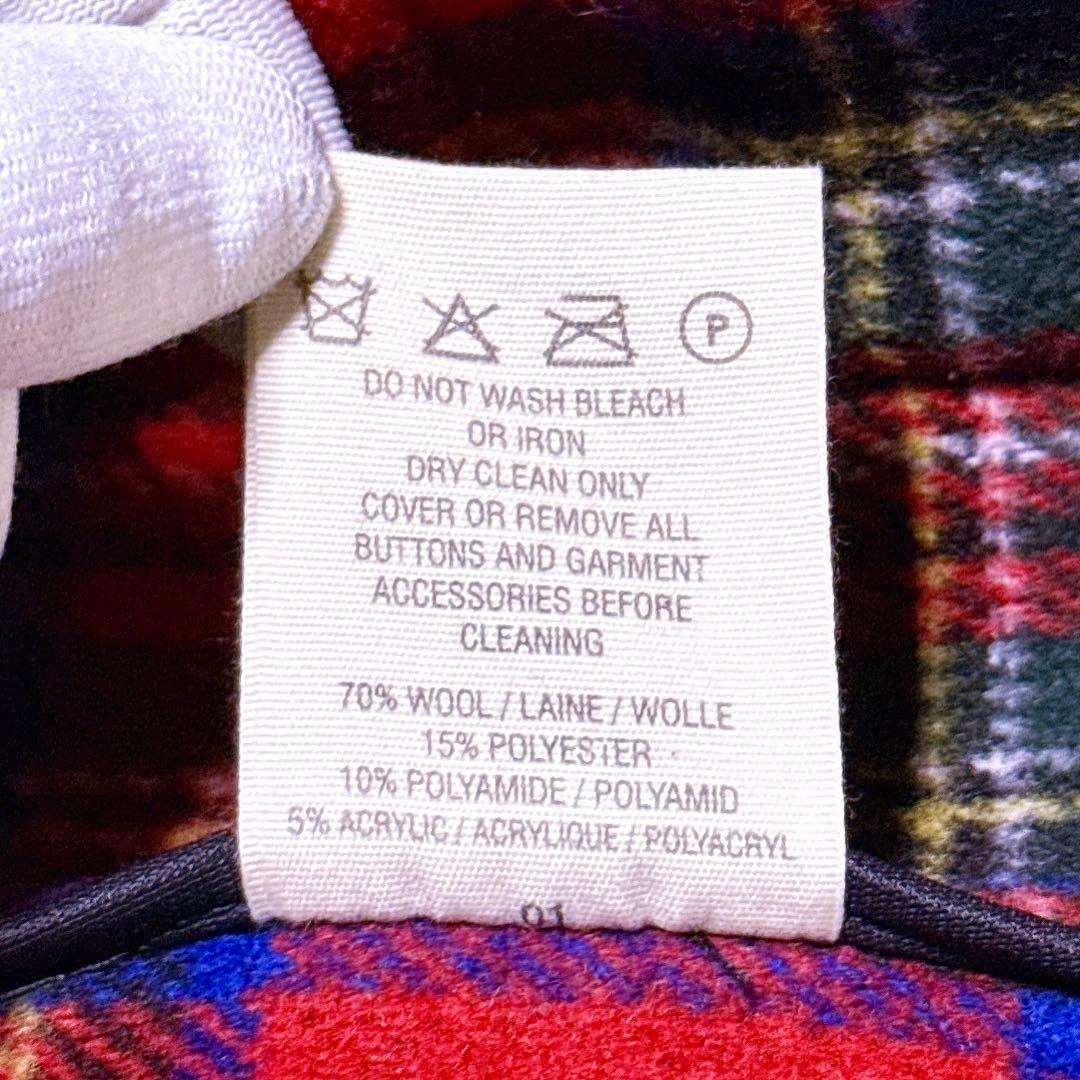 P
DO NOT WASH BLEACH
OR IRON
DRY CLEAN ONLY
COVER OR REMOVE ALL
BUTTONS AND GARMENT
ACCESSORIES BEFORE
CLEANING
70% WOOL / LAINE / WOLLE
15% POLYESTER
10% POLYAMIDE / POLYAMID
5% ACRYLIC / ACRYLIQUE / POLYACRYL
01